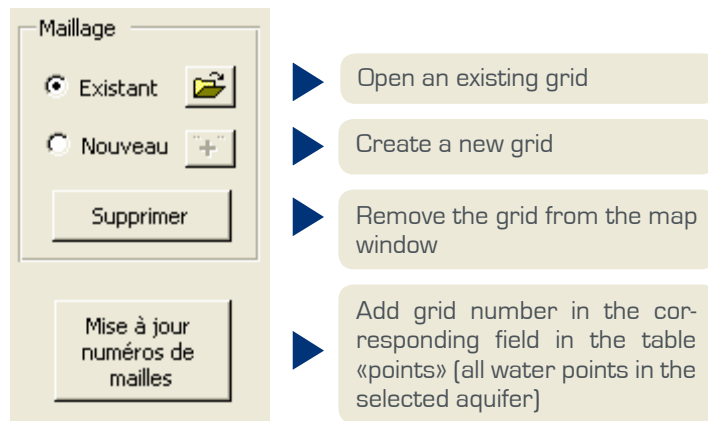 Maillage
Existant
Open an existing grid
Nouveau
"+"
Create a new grid
Supprimer
Remove the grid from the map
window
Mise à jour
numéros de
mailles
Add grid number in the cor-
responding field in the table
«points» (all water points in the
selected aquifer)